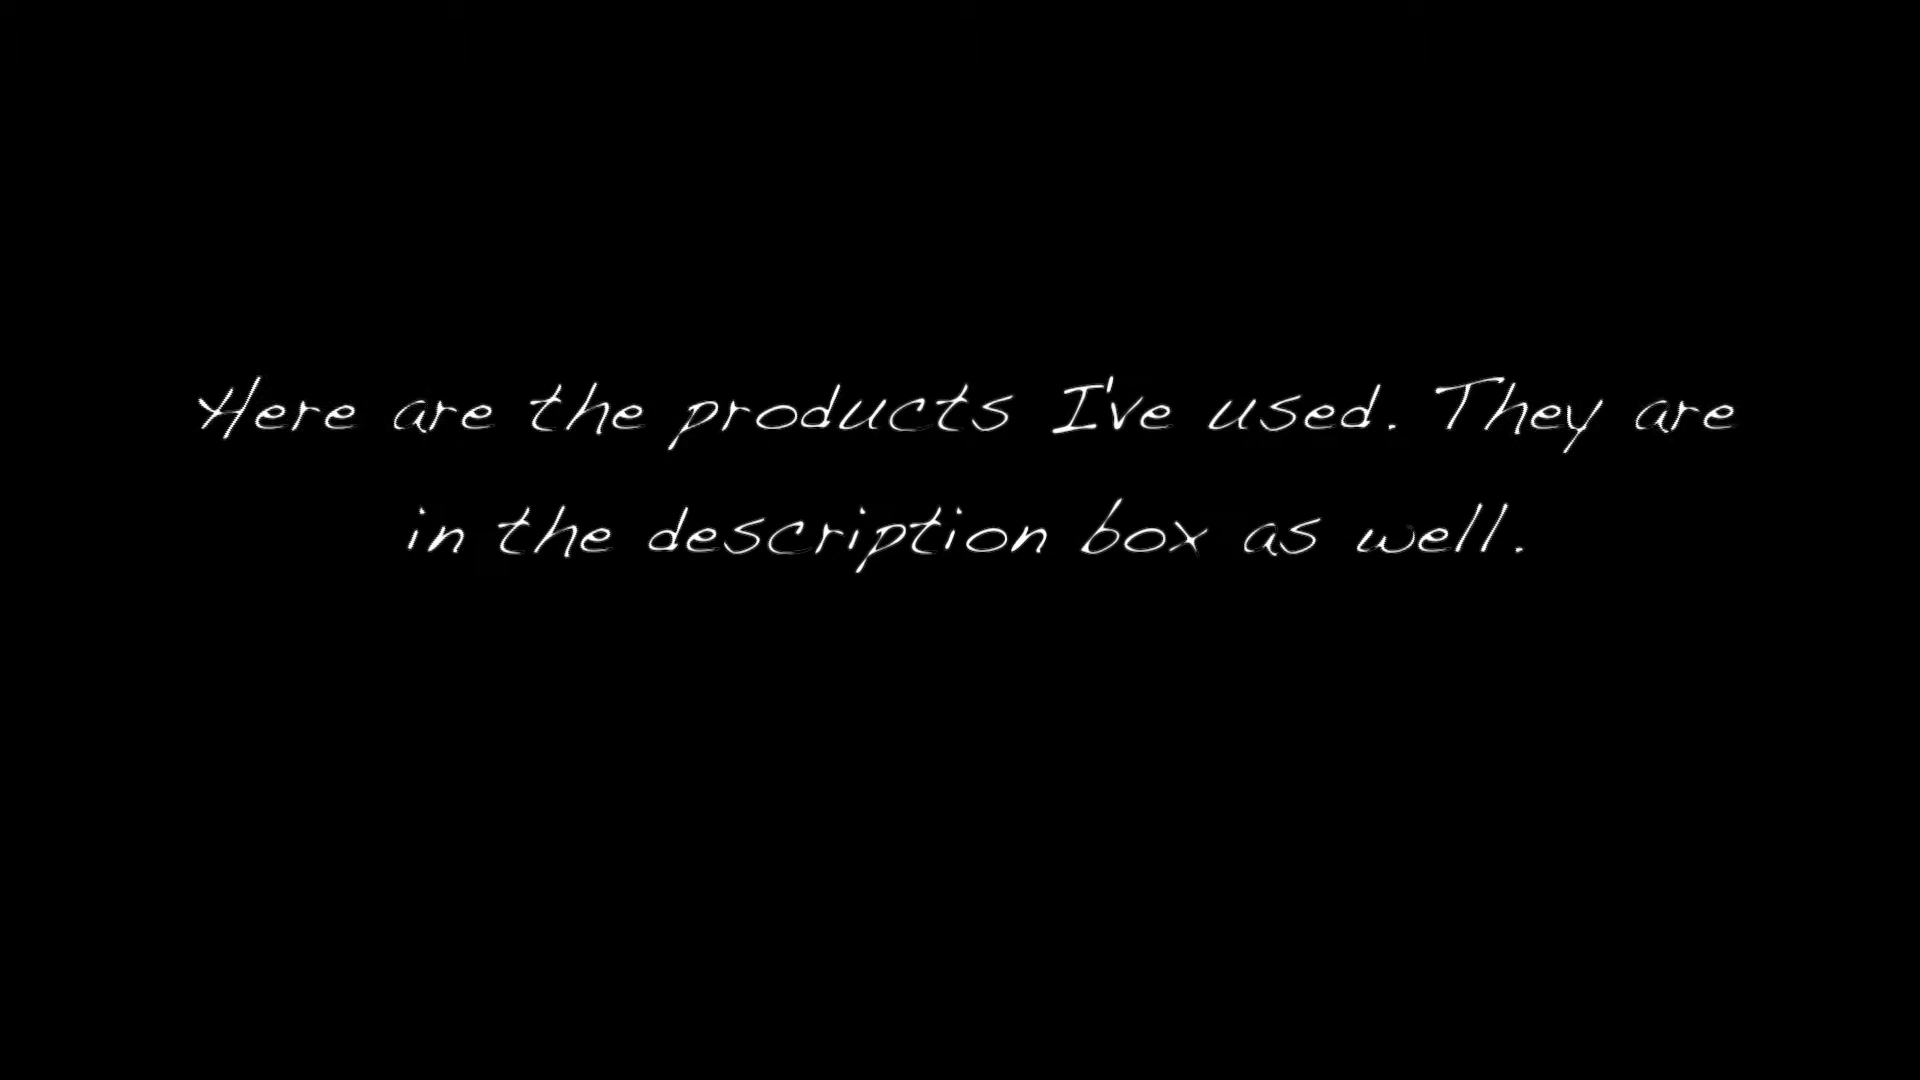 Here are the products I've used. They are
in the description box as well.